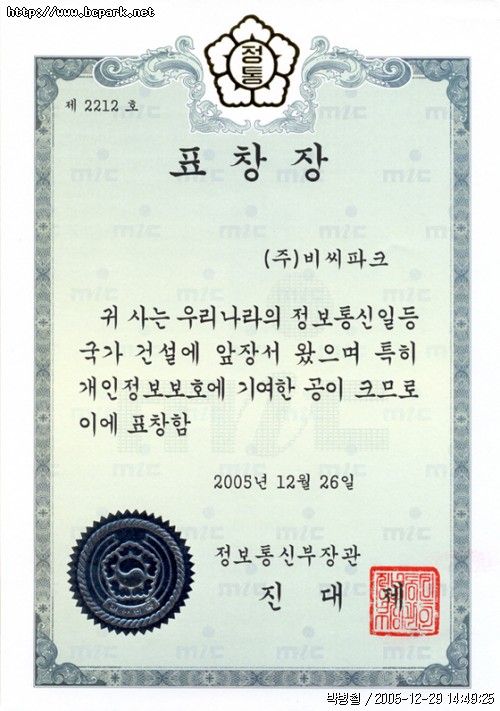 http://www.bcpark.net/
정통
제 2212 호
표 창 장
(주)비씨파크
귀 사는 우리나라의 정보통신일등
국가 건설에 앞장서 왔으며 특히
개인정보보호에 기여한 공이 크므로
이에 표창함
2005년 12월 26일
정보통신부장관
진 대 제
박병철 / 2005-12-29 14:49:25